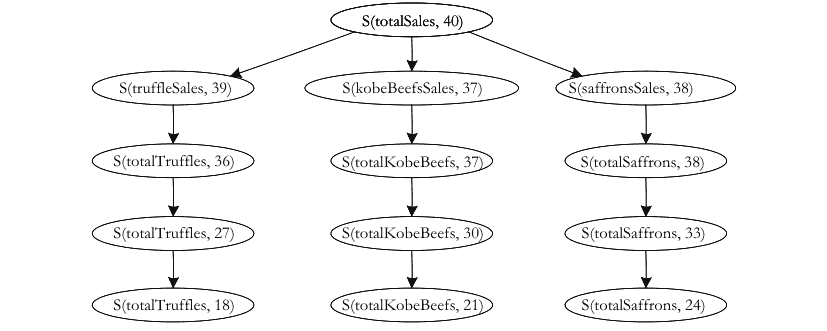 S(totalSales, 40)
S(truffleSales, 39)
S(kobeBeefsSales, 37)
S(saffronsSales, 38)
S(totalTruffles, 36)
S(totalKobeBeefs, 37)
S(totalSaffrons, 38)
S(totalTruffles, 27)
S(totalKobeBeefs, 30)
S(totalSaffrons, 33)
S(totalTruffles, 18)
S(totalKobeBeefs, 21)
S(totalSaffrons, 24)